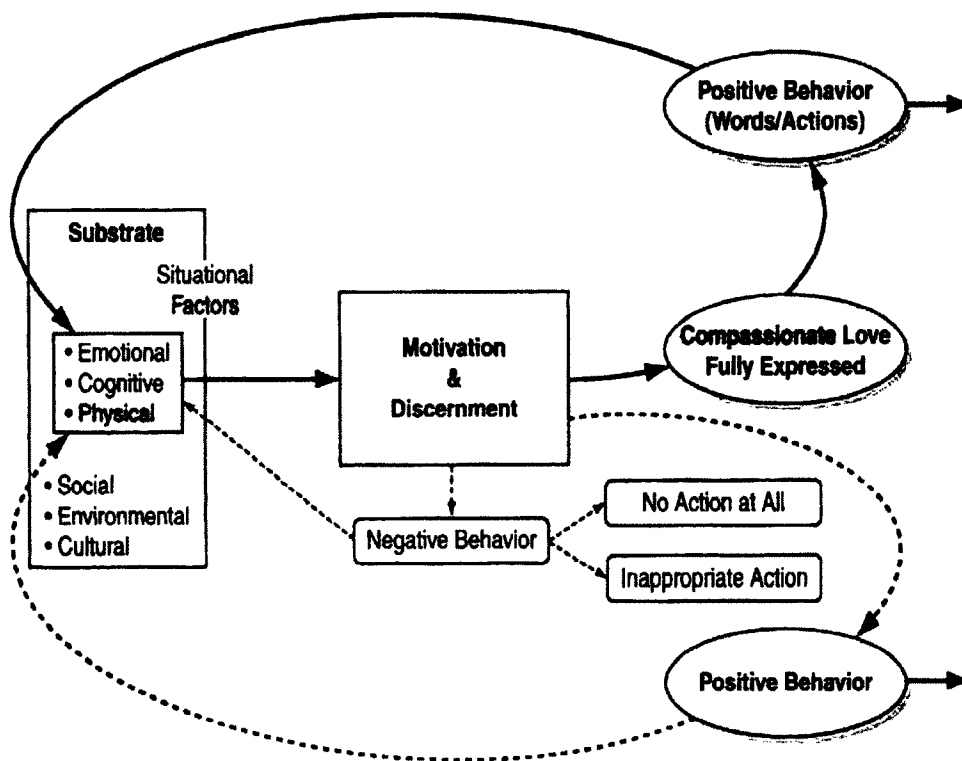 Positive Behavior
(Words/Actions)
Substrate
Situational
Factors
• Emotional
• Cognitive
• Physical
• Social
• Environmental
• Cultural
Motivation
&
Discernment
Compassionate Love
Fully Expressed
Negative Behavior
No Action at All
Inappropriate Action
Positive Behavior